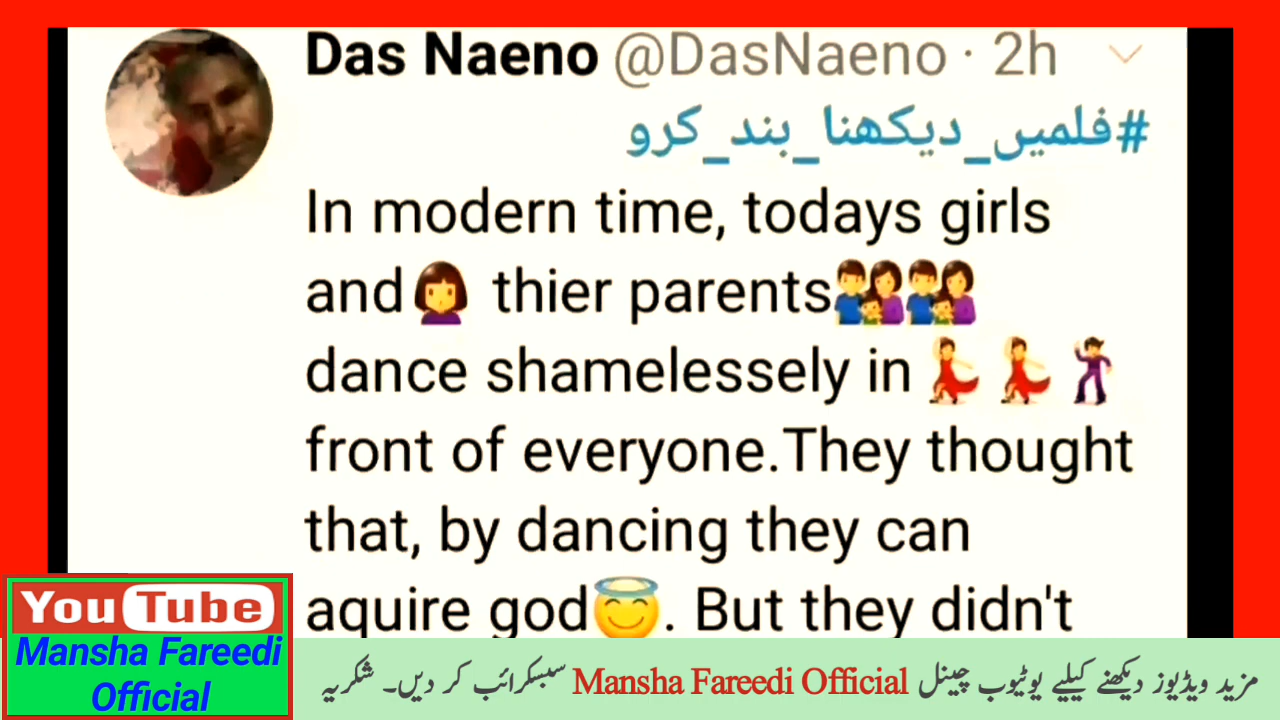 Das Naeno @DasNaeno · 2h
#فلمیں_دیکھنا_بند_کرو
In modern time, todays girls
and👩 thier parents👨‍👩‍👦👨‍👩‍👦
dance shamelessely in 💃💃🕺
front of everyone.They thought
that, by dancing they can
aquire god😇. But they didn't
YouTube
Mansha Fareedi
Official
مزید ویڈیوز دیکھنے کیلیے یوٹیوب چینل Mansha Fareedi Official سبسکرائب کر دیں۔ شکریہ